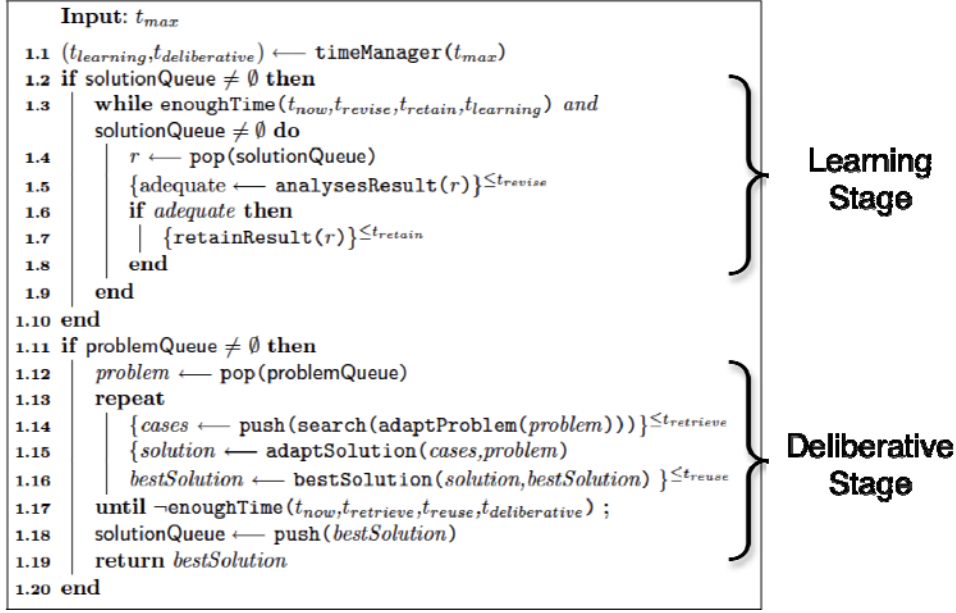 Input: t_max
1.1 (t_learning,t_deliberative) ⟵ timeManager(t_max)
1.2 if solutionQueue ≠ ∅ then
1.3 while enoughTime(t_now,t_revise,t_retain,t_learning) and
solutionQueue ≠ ∅ do
1.4 r ⟵ pop(solutionQueue)
1.5 {adequate ⟵ analysesResult(r)}^≤t_revise
1.6 if adequate then
1.7 {retainResult(r)}^≤t_retain
1.8 end
1.9 end
1.10 end
1.11 if problemQueue ≠ ∅ then
1.12 problem ⟵ pop(problemQueue)
1.13 repeat
1.14 {cases ⟵ push(search(adaptProblem(problem)))}^≤t_retrieve
1.15 {solution ⟵ adaptSolution(cases,problem)
1.16 bestSolution ⟵ bestSolution(solution,bestSolution) }^≤t_reuse
1.17 until ¬enoughTime(t_now,t_retrieve,t_reuse,t_deliberative) ;
1.18 solutionQueue ⟵ push(bestSolution)
1.19 return bestSolution
1.20 end
Learning
Stage
Deliberative
Stage